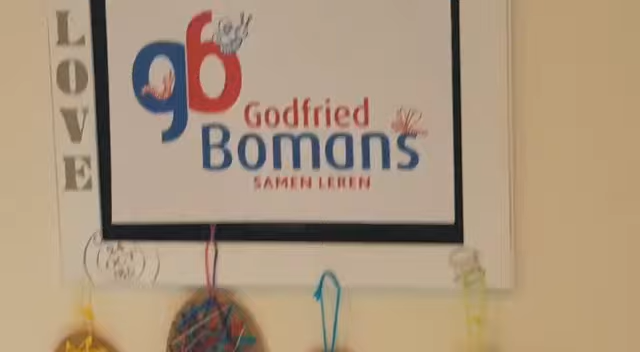 LOVE
gb
Godfried
Bomans
SAMEN LEREN